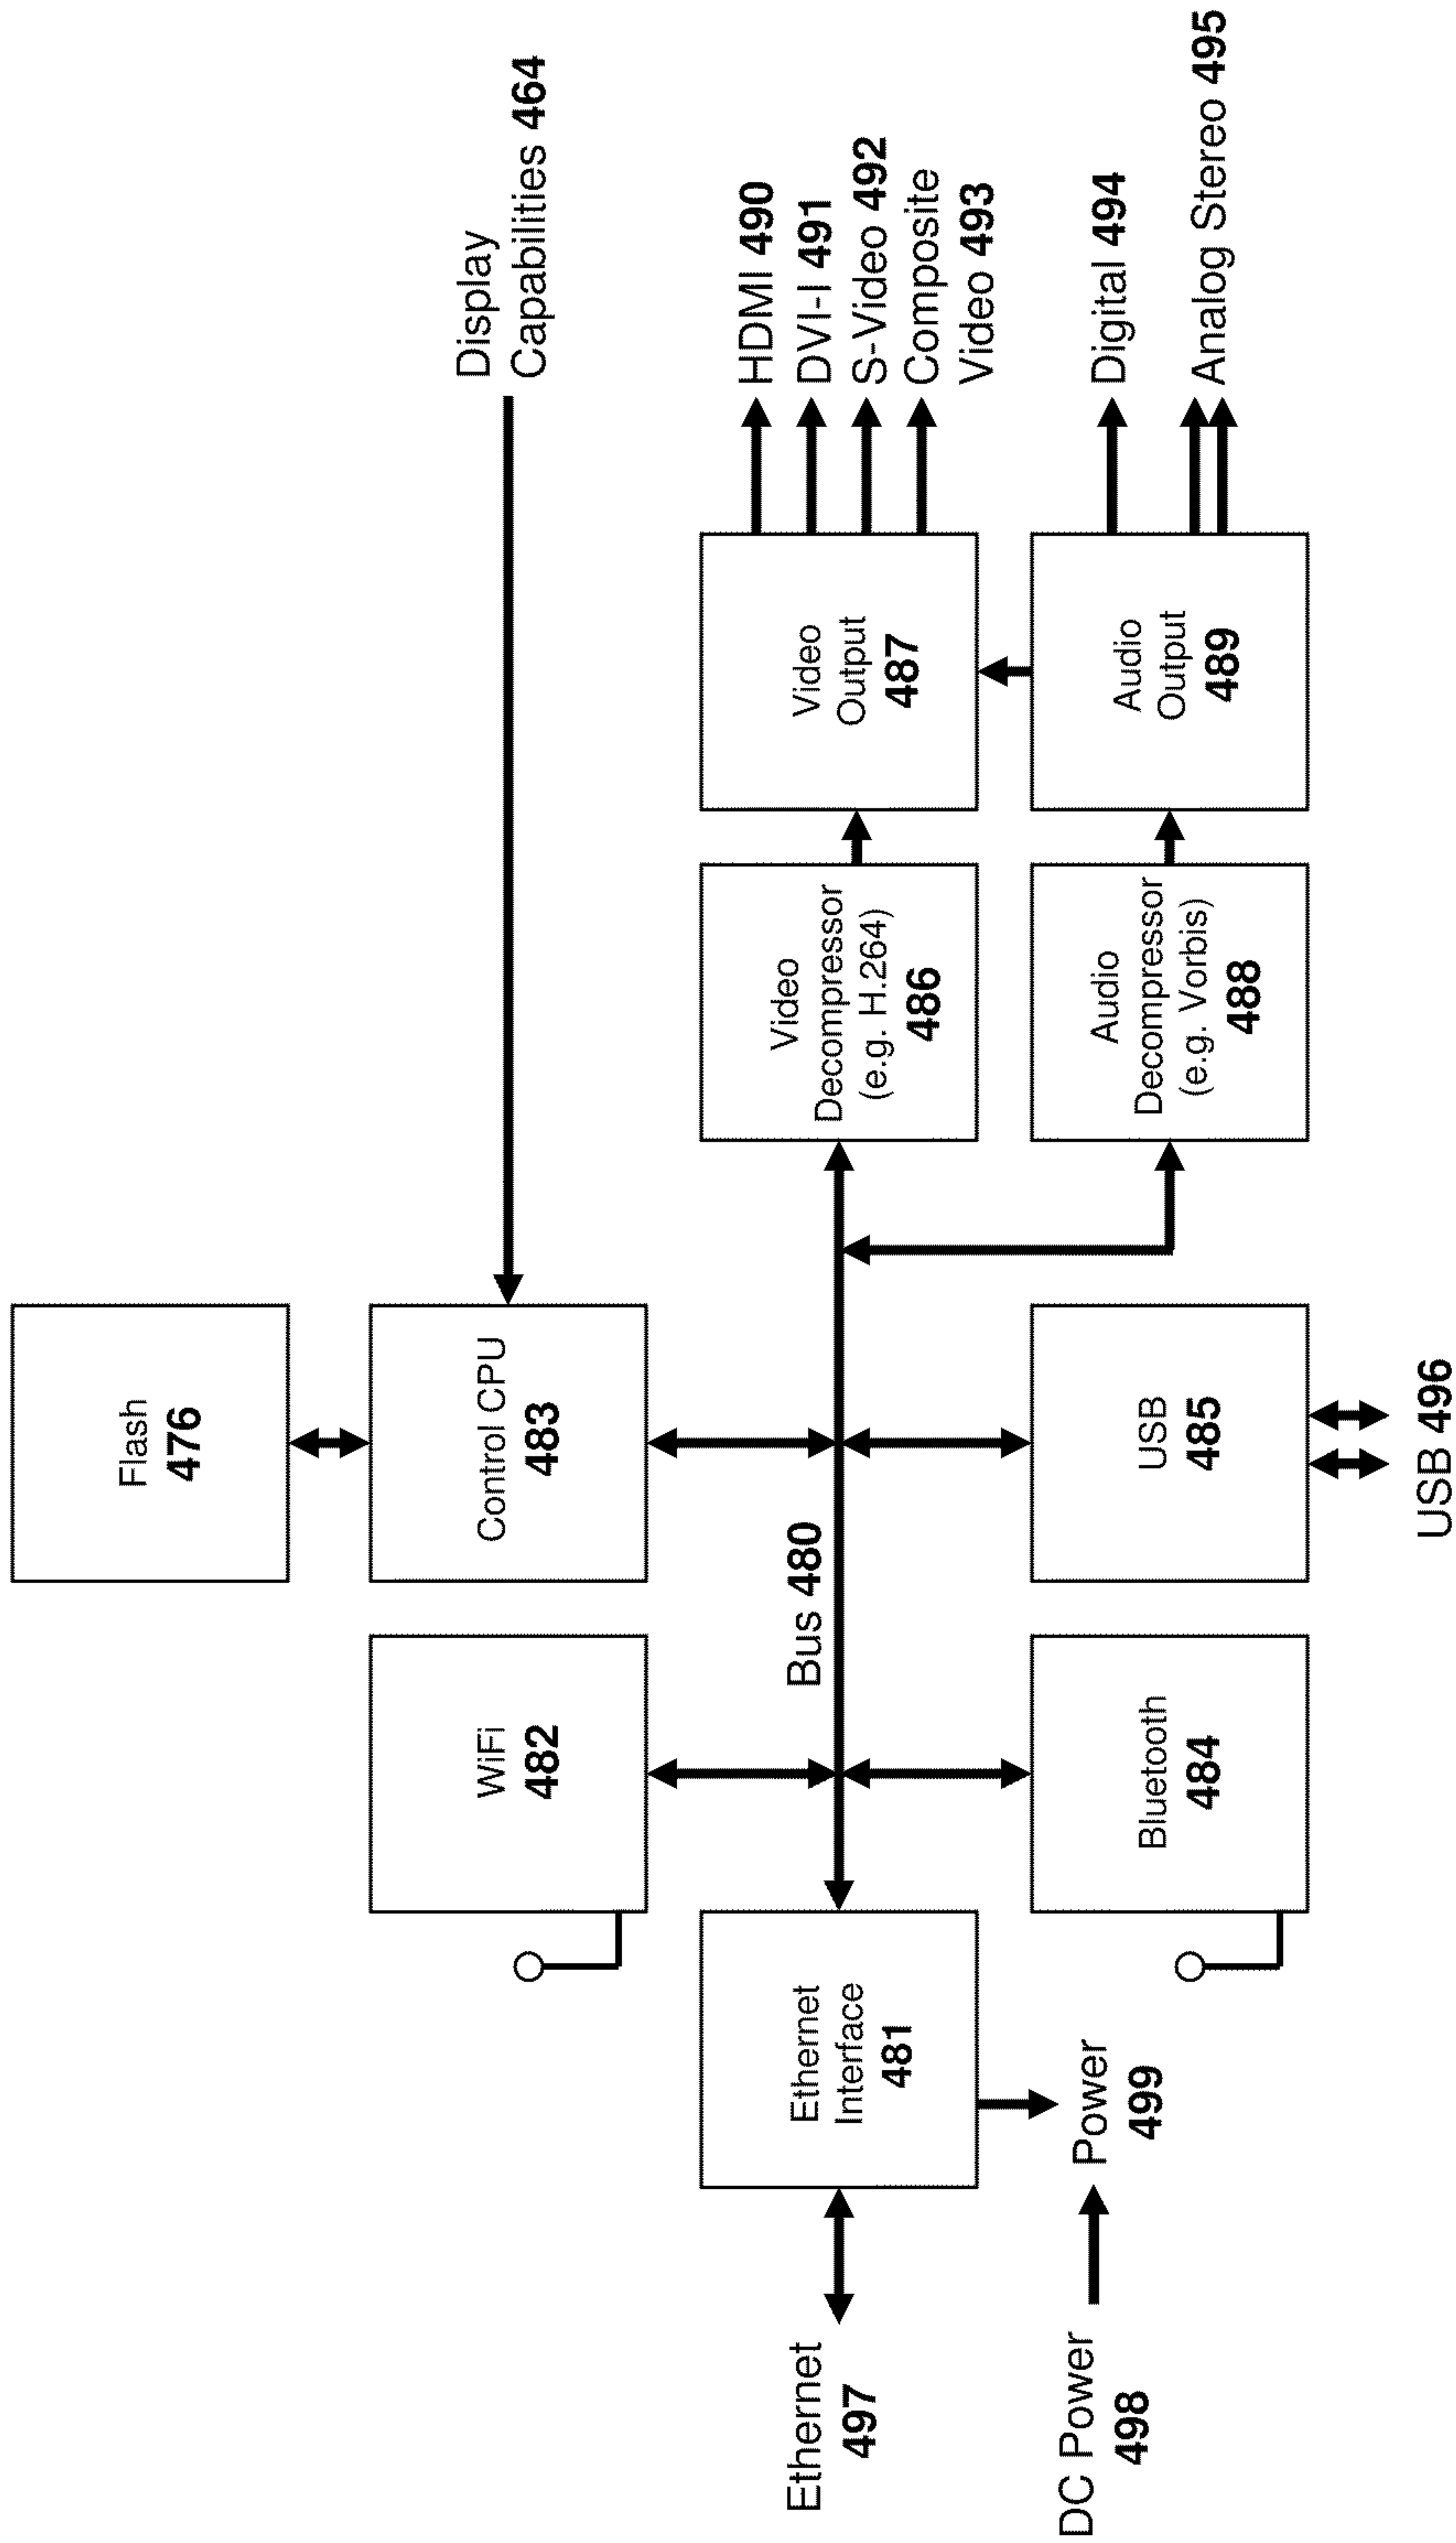 Flash
476
Display
Capabilities 464
WiFi
482
Control CPU
483
Bus 480
Ethernet
497
Ethernet
Interface
481
Video
Decompressor
(e.g. H.264)
486
Video
Output
487
HDMI 490
DVI-I 491
S-Video 492
Composite
Video 493
DC Power
498
Power
499
Bluetooth
484
USB
485
Audio
Decompressor
(e.g. Vorbis)
488
Audio
Output
489
Digital 494
Analog Stereo 495
USB 496